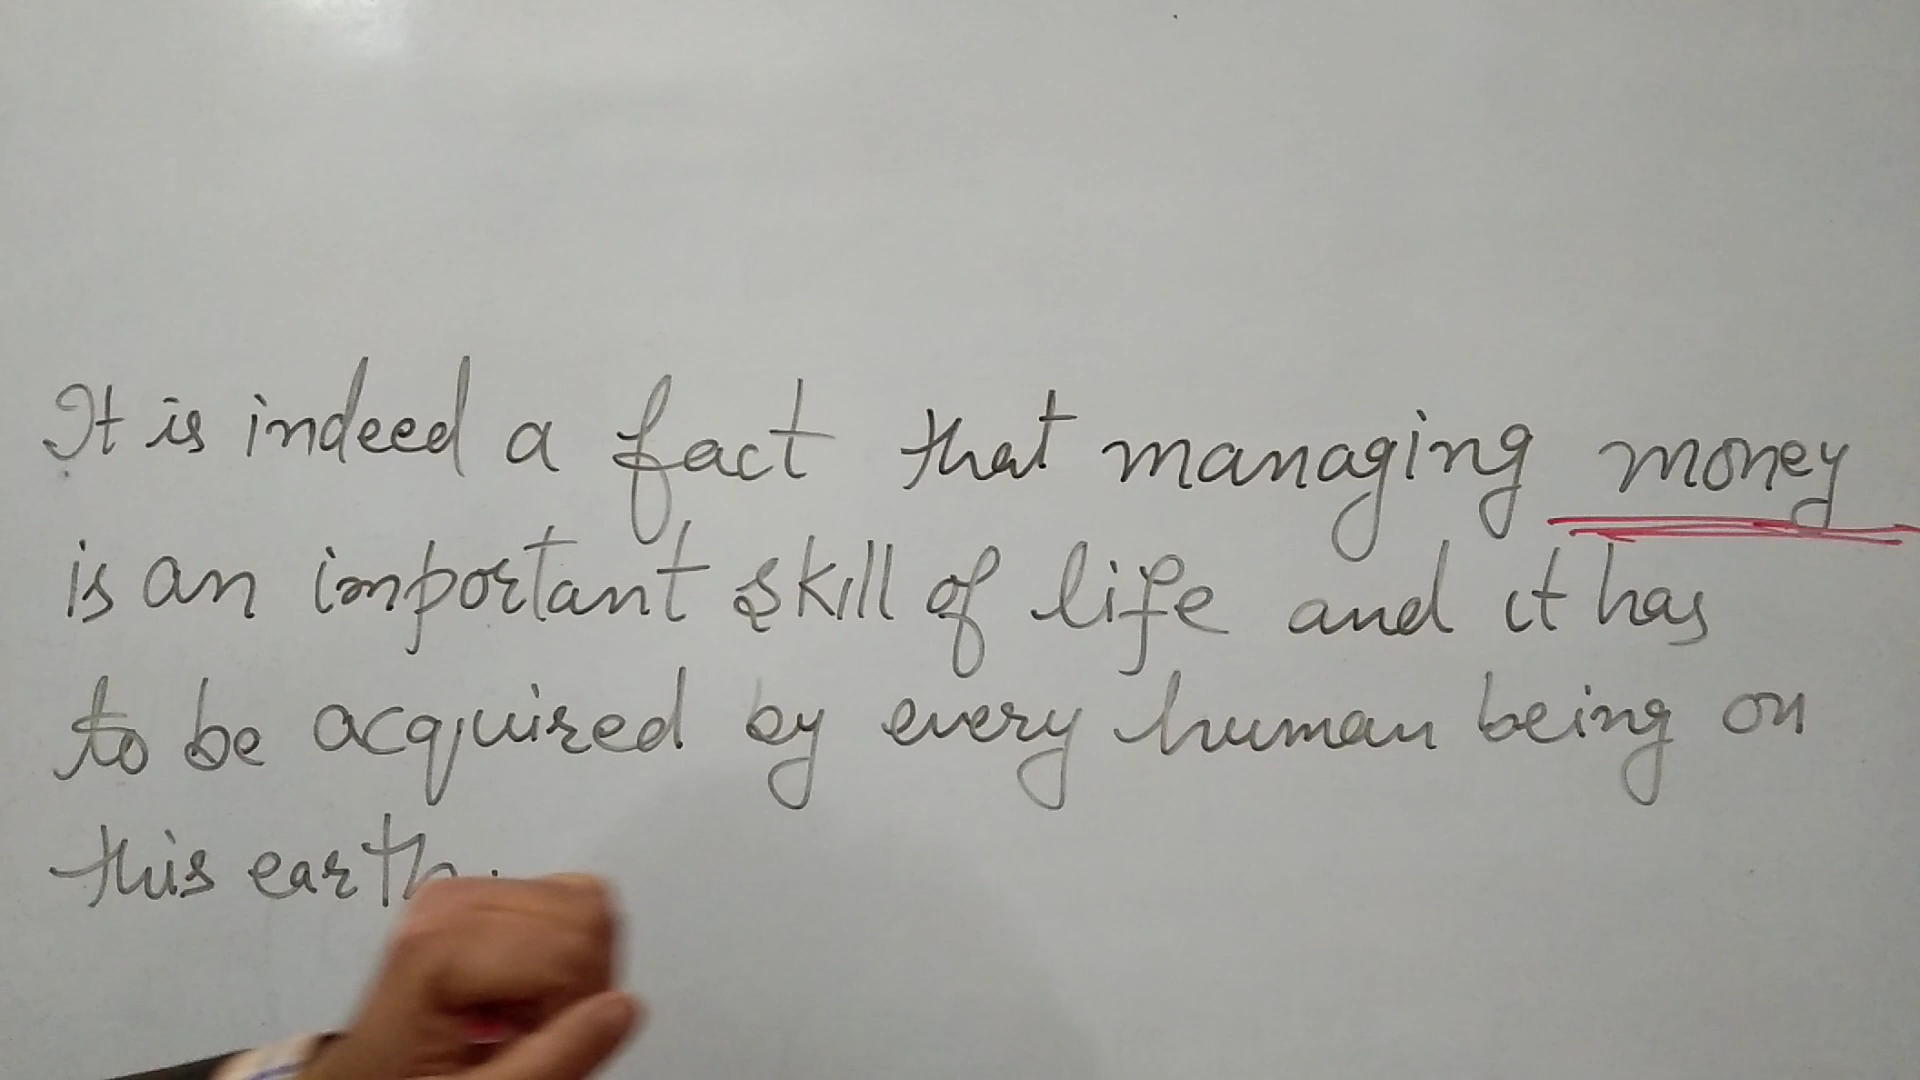 It is indeed a fact that managing money
is an important skill of life and it has
to be acquired by every human being on
this earth.